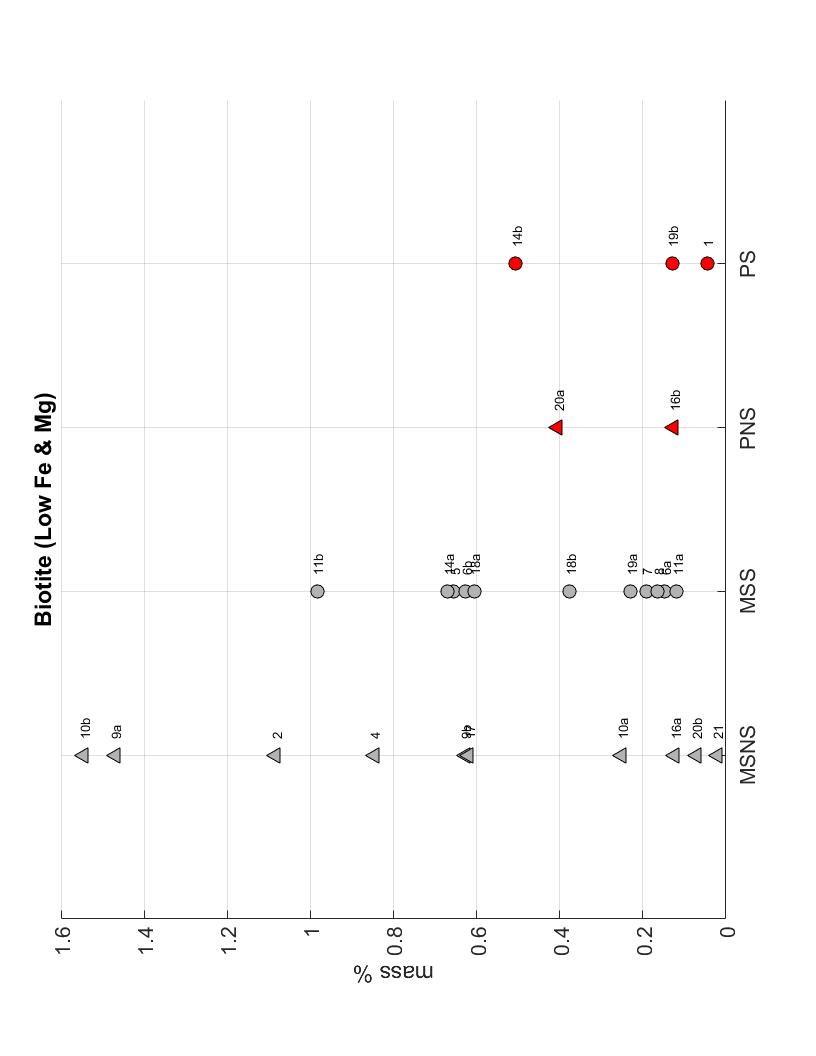 Biotite (Low Fe & Mg)
mass %
1.6
1.4
1.2
1
0.8
0.6
0.4
0.2
0
10b
9a
2
4
9b
17
10a
16a
20b
21
11b
14a
5
6b
18a
18b
19a
7
8
6a
11a
20a
16b
14b
19b
1
MSNS
MSS
PNS
PS